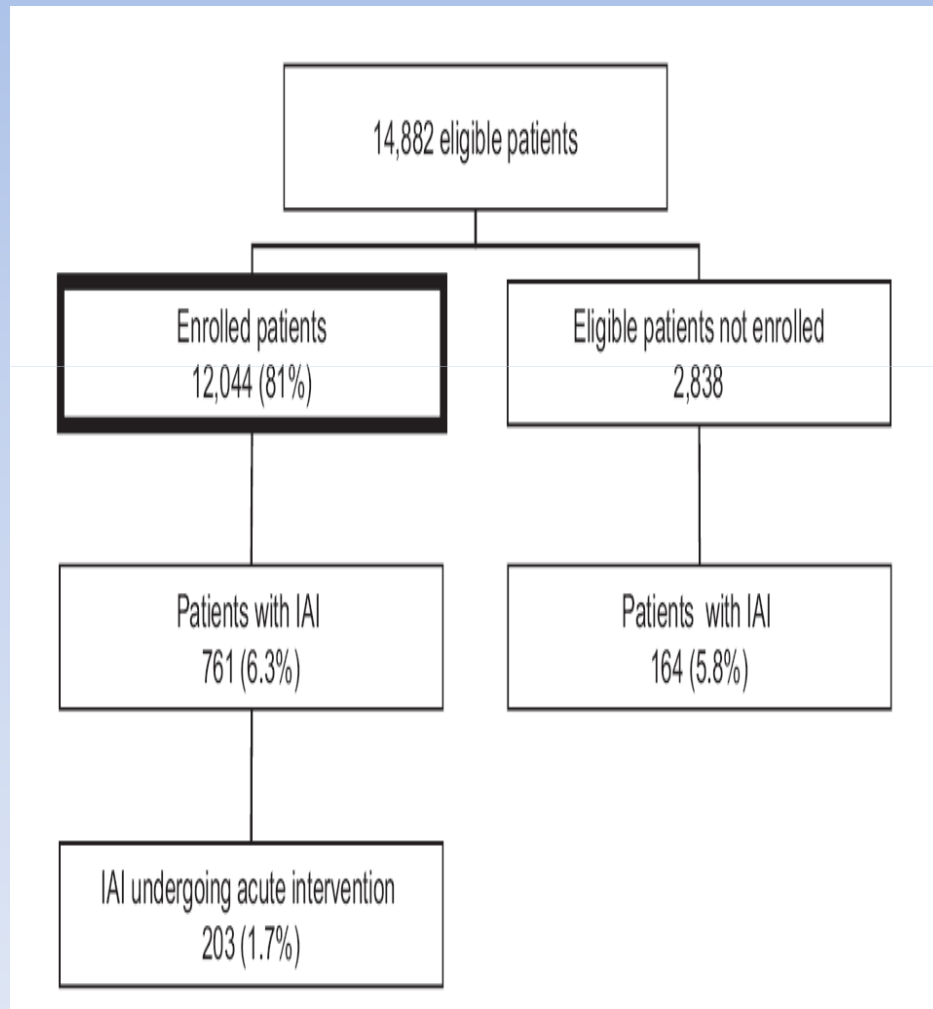 14,882 eligible patients
Enrolled patients
12,044 (81%)
Eligible patients not enrolled
2,838
Patients with IAI
761 (6.3%)
Patients with IAI
164 (5.8%)
IAI undergoing acute intervention
203 (1.7%)